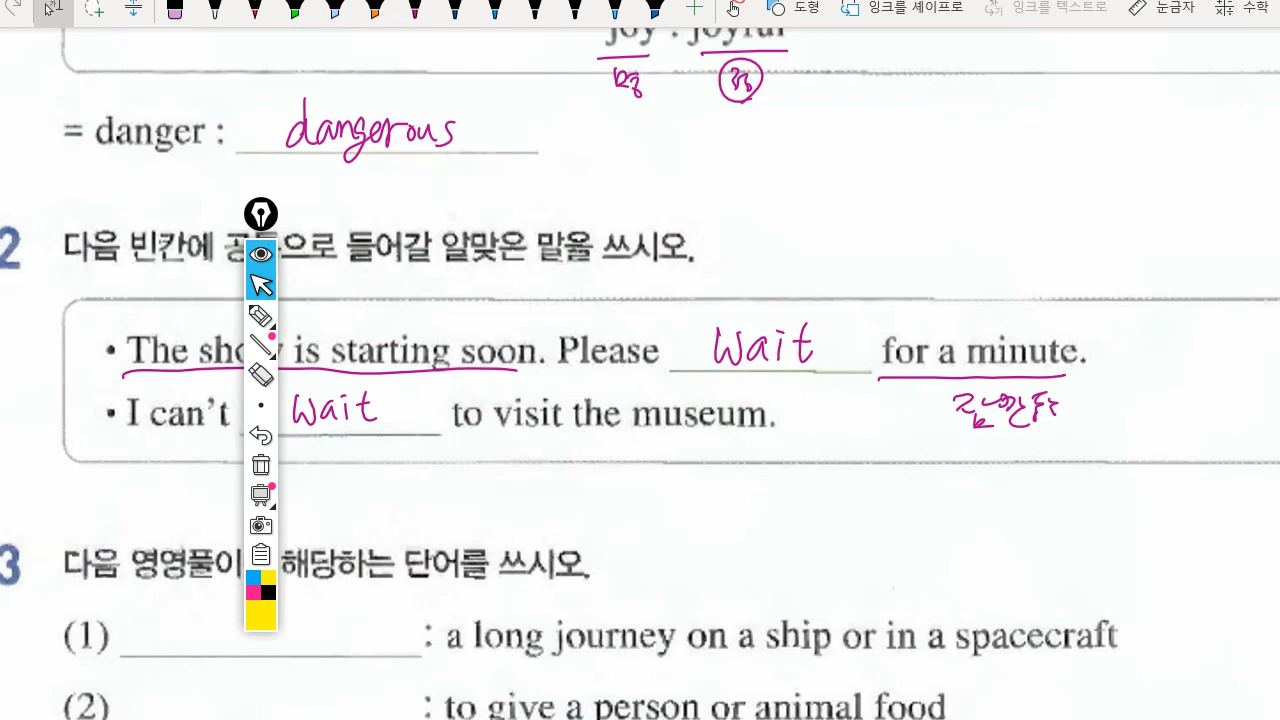 도형 잉크를 셰이프로 잉크를 텍스트로 눈금자 수학
joy : joyful
명 형
= danger : dangerous
2 다음 빈칸에 공통으로 들어갈 알맞은 말을 쓰시오.
• The show is starting soon. Please wait for a minute.
잠깐동안
• I can't wait to visit the museum.
3 다음 영영풀이 해당하는 단어를 쓰시오.
(1) : a long journey on a ship or in a spacecraft
(2) : to give a person or animal food